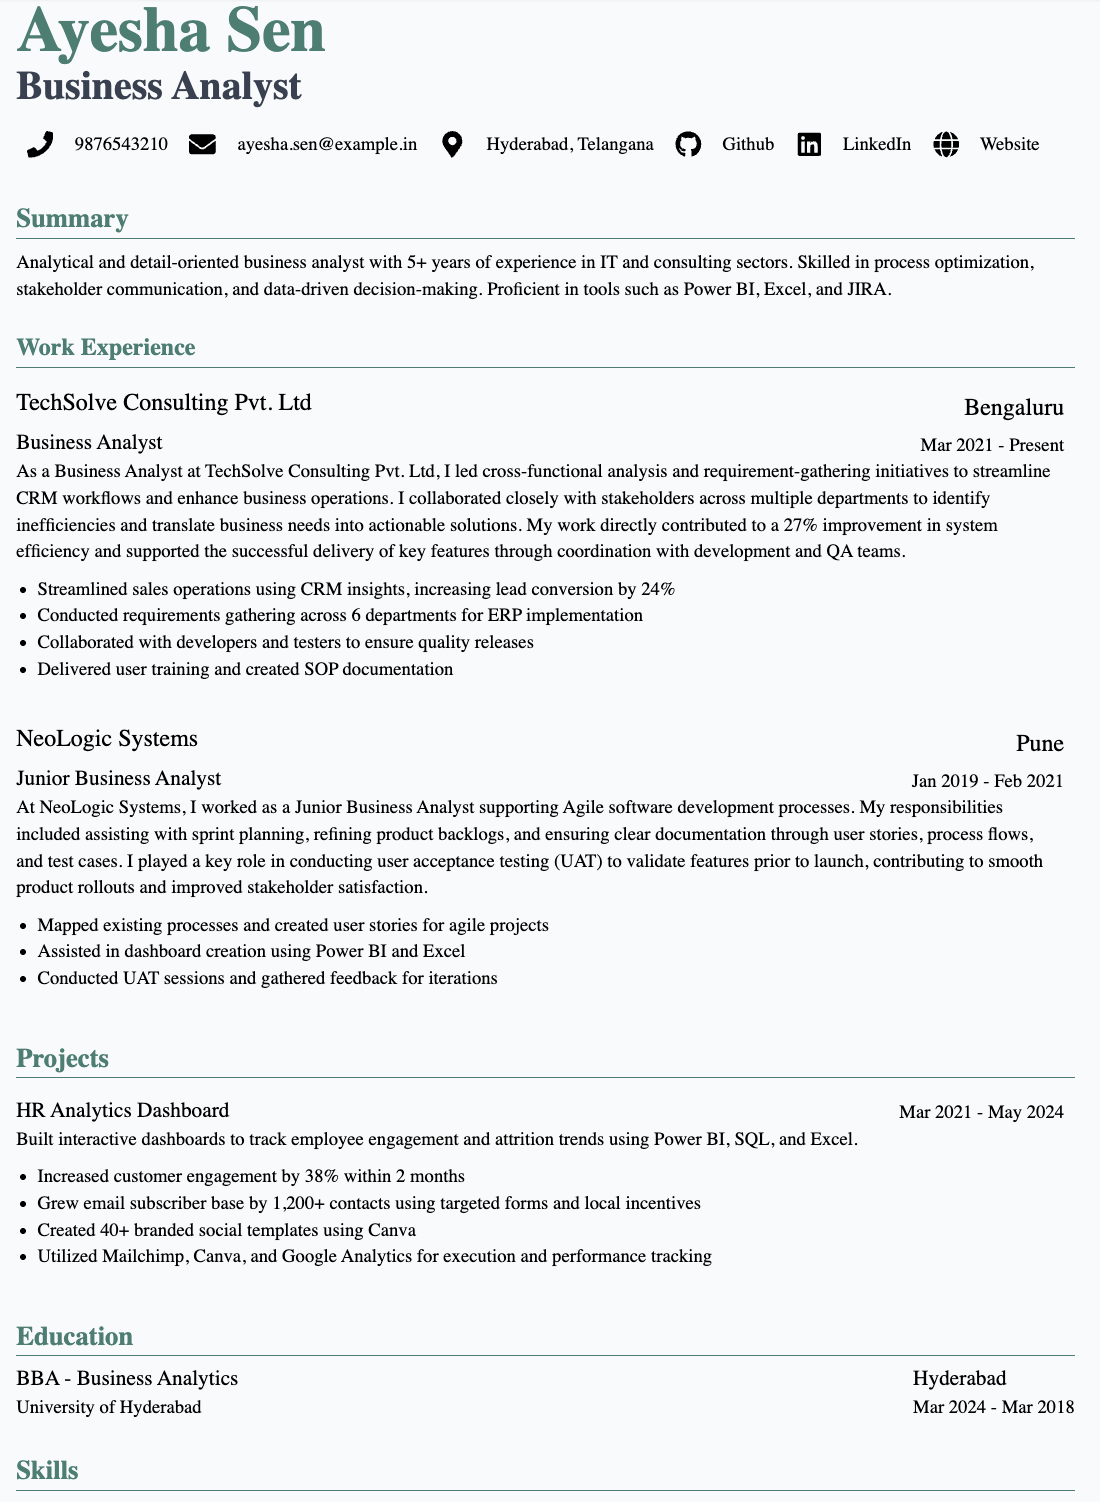 Ayesha Sen
Business Analyst
9876543210 ayesha.sen@example.in Hyderabad, Telangana Github LinkedIn Website
Summary
Analytical and detail-oriented business analyst with 5+ years of experience in IT and consulting sectors. Skilled in process optimization,
stakeholder communication, and data-driven decision-making. Proficient in tools such as Power BI, Excel, and JIRA.
Work Experience
TechSolve Consulting Pvt. Ltd Bengaluru
Business Analyst Mar 2021 - Present
As a Business Analyst at TechSolve Consulting Pvt. Ltd, I led cross-functional analysis and requirement-gathering initiatives to streamline
CRM workflows and enhance business operations. I collaborated closely with stakeholders across multiple departments to identify
inefficiencies and translate business needs into actionable solutions. My work directly contributed to a 27% improvement in system
efficiency and supported the successful delivery of key features through coordination with development and QA teams.
• Streamlined sales operations using CRM insights, increasing lead conversion by 24%
• Conducted requirements gathering across 6 departments for ERP implementation
• Collaborated with developers and testers to ensure quality releases
• Delivered user training and created SOP documentation
NeoLogic Systems Pune
Junior Business Analyst Jan 2019 - Feb 2021
At NeoLogic Systems, I worked as a Junior Business Analyst supporting Agile software development processes. My responsibilities
included assisting with sprint planning, refining product backlogs, and ensuring clear documentation through user stories, process flows,
and test cases. I played a key role in conducting user acceptance testing (UAT) to validate features prior to launch, contributing to smooth
product rollouts and improved stakeholder satisfaction.
• Mapped existing processes and created user stories for agile projects
• Assisted in dashboard creation using Power BI and Excel
• Conducted UAT sessions and gathered feedback for iterations
Projects
HR Analytics Dashboard Mar 2021 - May 2024
Built interactive dashboards to track employee engagement and attrition trends using Power BI, SQL, and Excel.
• Increased customer engagement by 38% within 2 months
• Grew email subscriber base by 1,200+ contacts using targeted forms and local incentives
• Created 40+ branded social templates using Canva
• Utilized Mailchimp, Canva, and Google Analytics for execution and performance tracking
Education
BBA - Business Analytics Hyderabad
University of Hyderabad Mar 2024 - Mar 2018
Skills